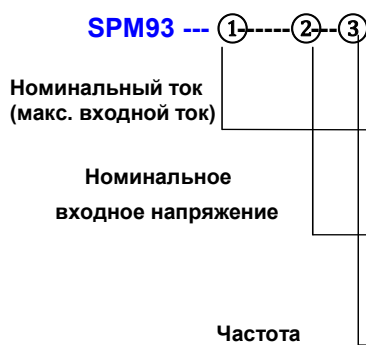 SPM93 --- ①-----②--③
Номинальный ток
(макс. входной ток)
Номинальное
входное напряжение
Частота